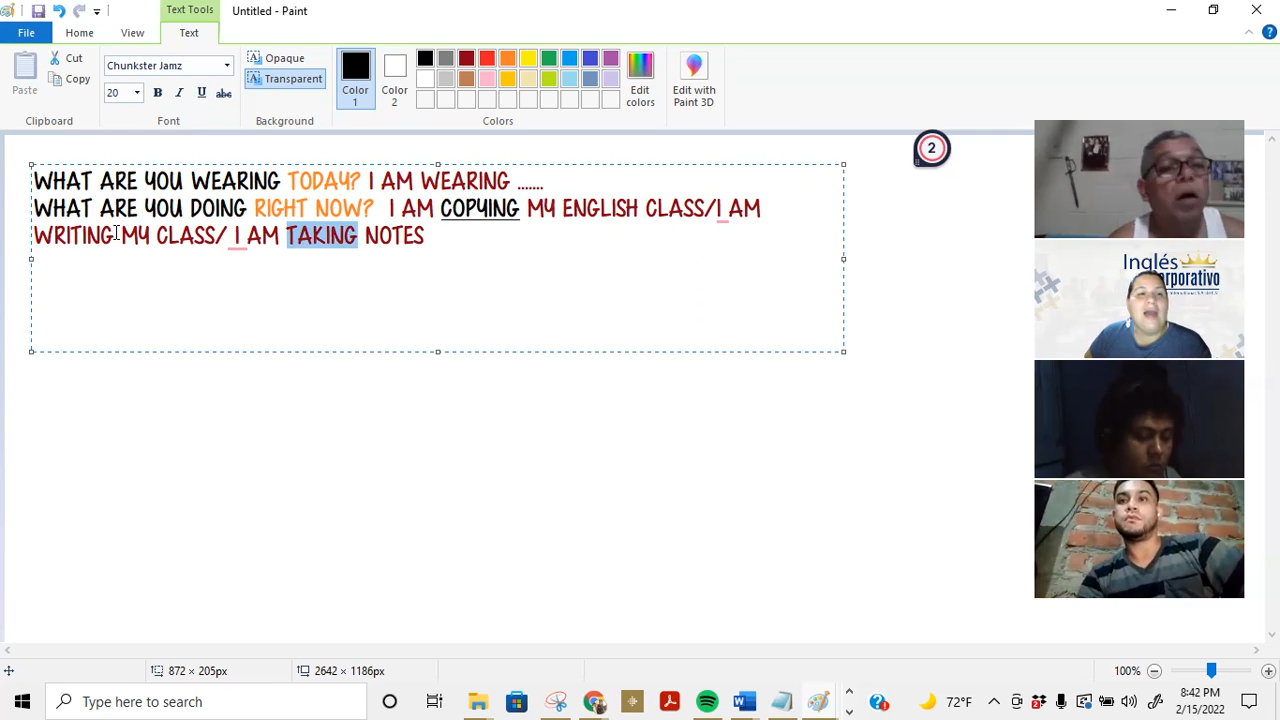 Text Tools
Untitled - Paint
File
Home
View
Text
Paste
Cut
Copy
Clipboard
Chunkster Jamz
20
B I U abc
Font
Opaque
Transparent
Background
Color 1
Color 2
Edit colors
Colors
Edit with Paint 3D
2
WHAT ARE YOU WEARING TODAY? I AM WEARING .......
WHAT ARE YOU DOING RIGHT NOW? I AM COPYING MY ENGLISH CLASS/I AM
WRITING MY CLASS/ I AM TAKING NOTES
Inglés
Corporativo
872 × 205px
2642 × 1186px
100%
Type here to search
72°F
8:42 PM
2/15/2022